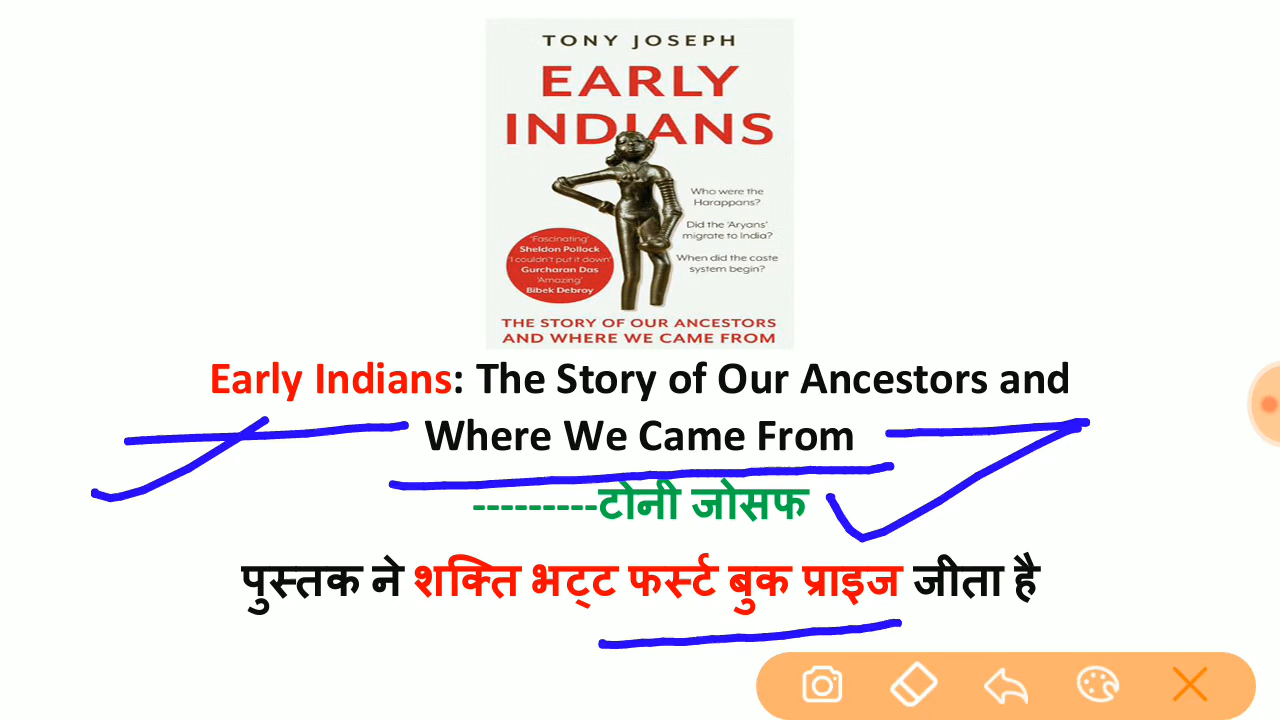 TONY JOSEPH
EARLY
INDIANS
Who were the
Harappans?
Did the 'Aryans'
migrate to India?
When did the caste
system begin?
'Fascinating'
Sheldon Pollock
'I couldn't put it down'
Gurcharan Das
'Amazing'
Bibek Debroy
THE STORY OF OUR ANCESTORS
AND WHERE WE CAME FROM
Early Indians: The Story of Our Ancestors and
Where We Came From
---------टोनी जोसफ
पुस्तक ने शक्ति भट्ट फर्स्ट बुक प्राइज जीता है